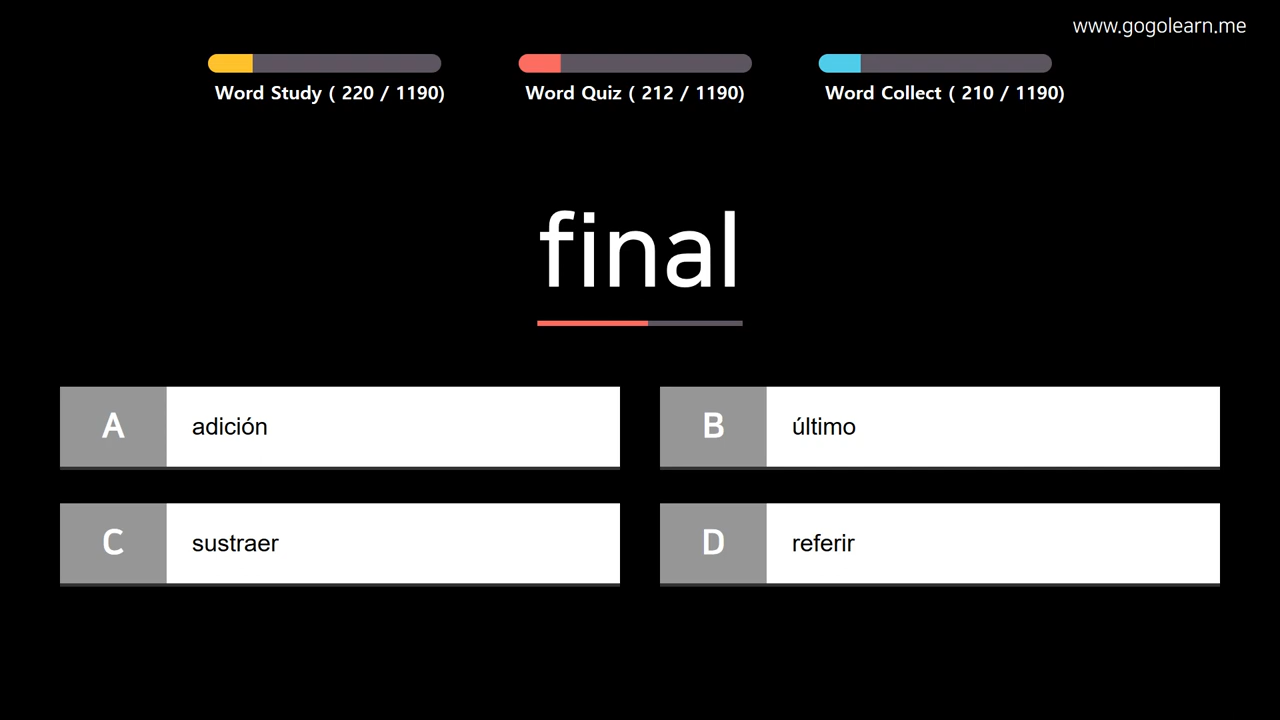 www.gogolearn.me
Word Study ( 220 / 1190)
Word Quiz ( 212 / 1190)
Word Collect ( 210 / 1190)
final
A adición
B último
C sustraer
D referir